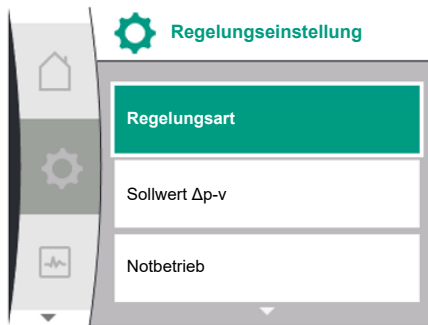 Regelungseinstellung
Regelungsart
Sollwert Δp-v
Notbetrieb